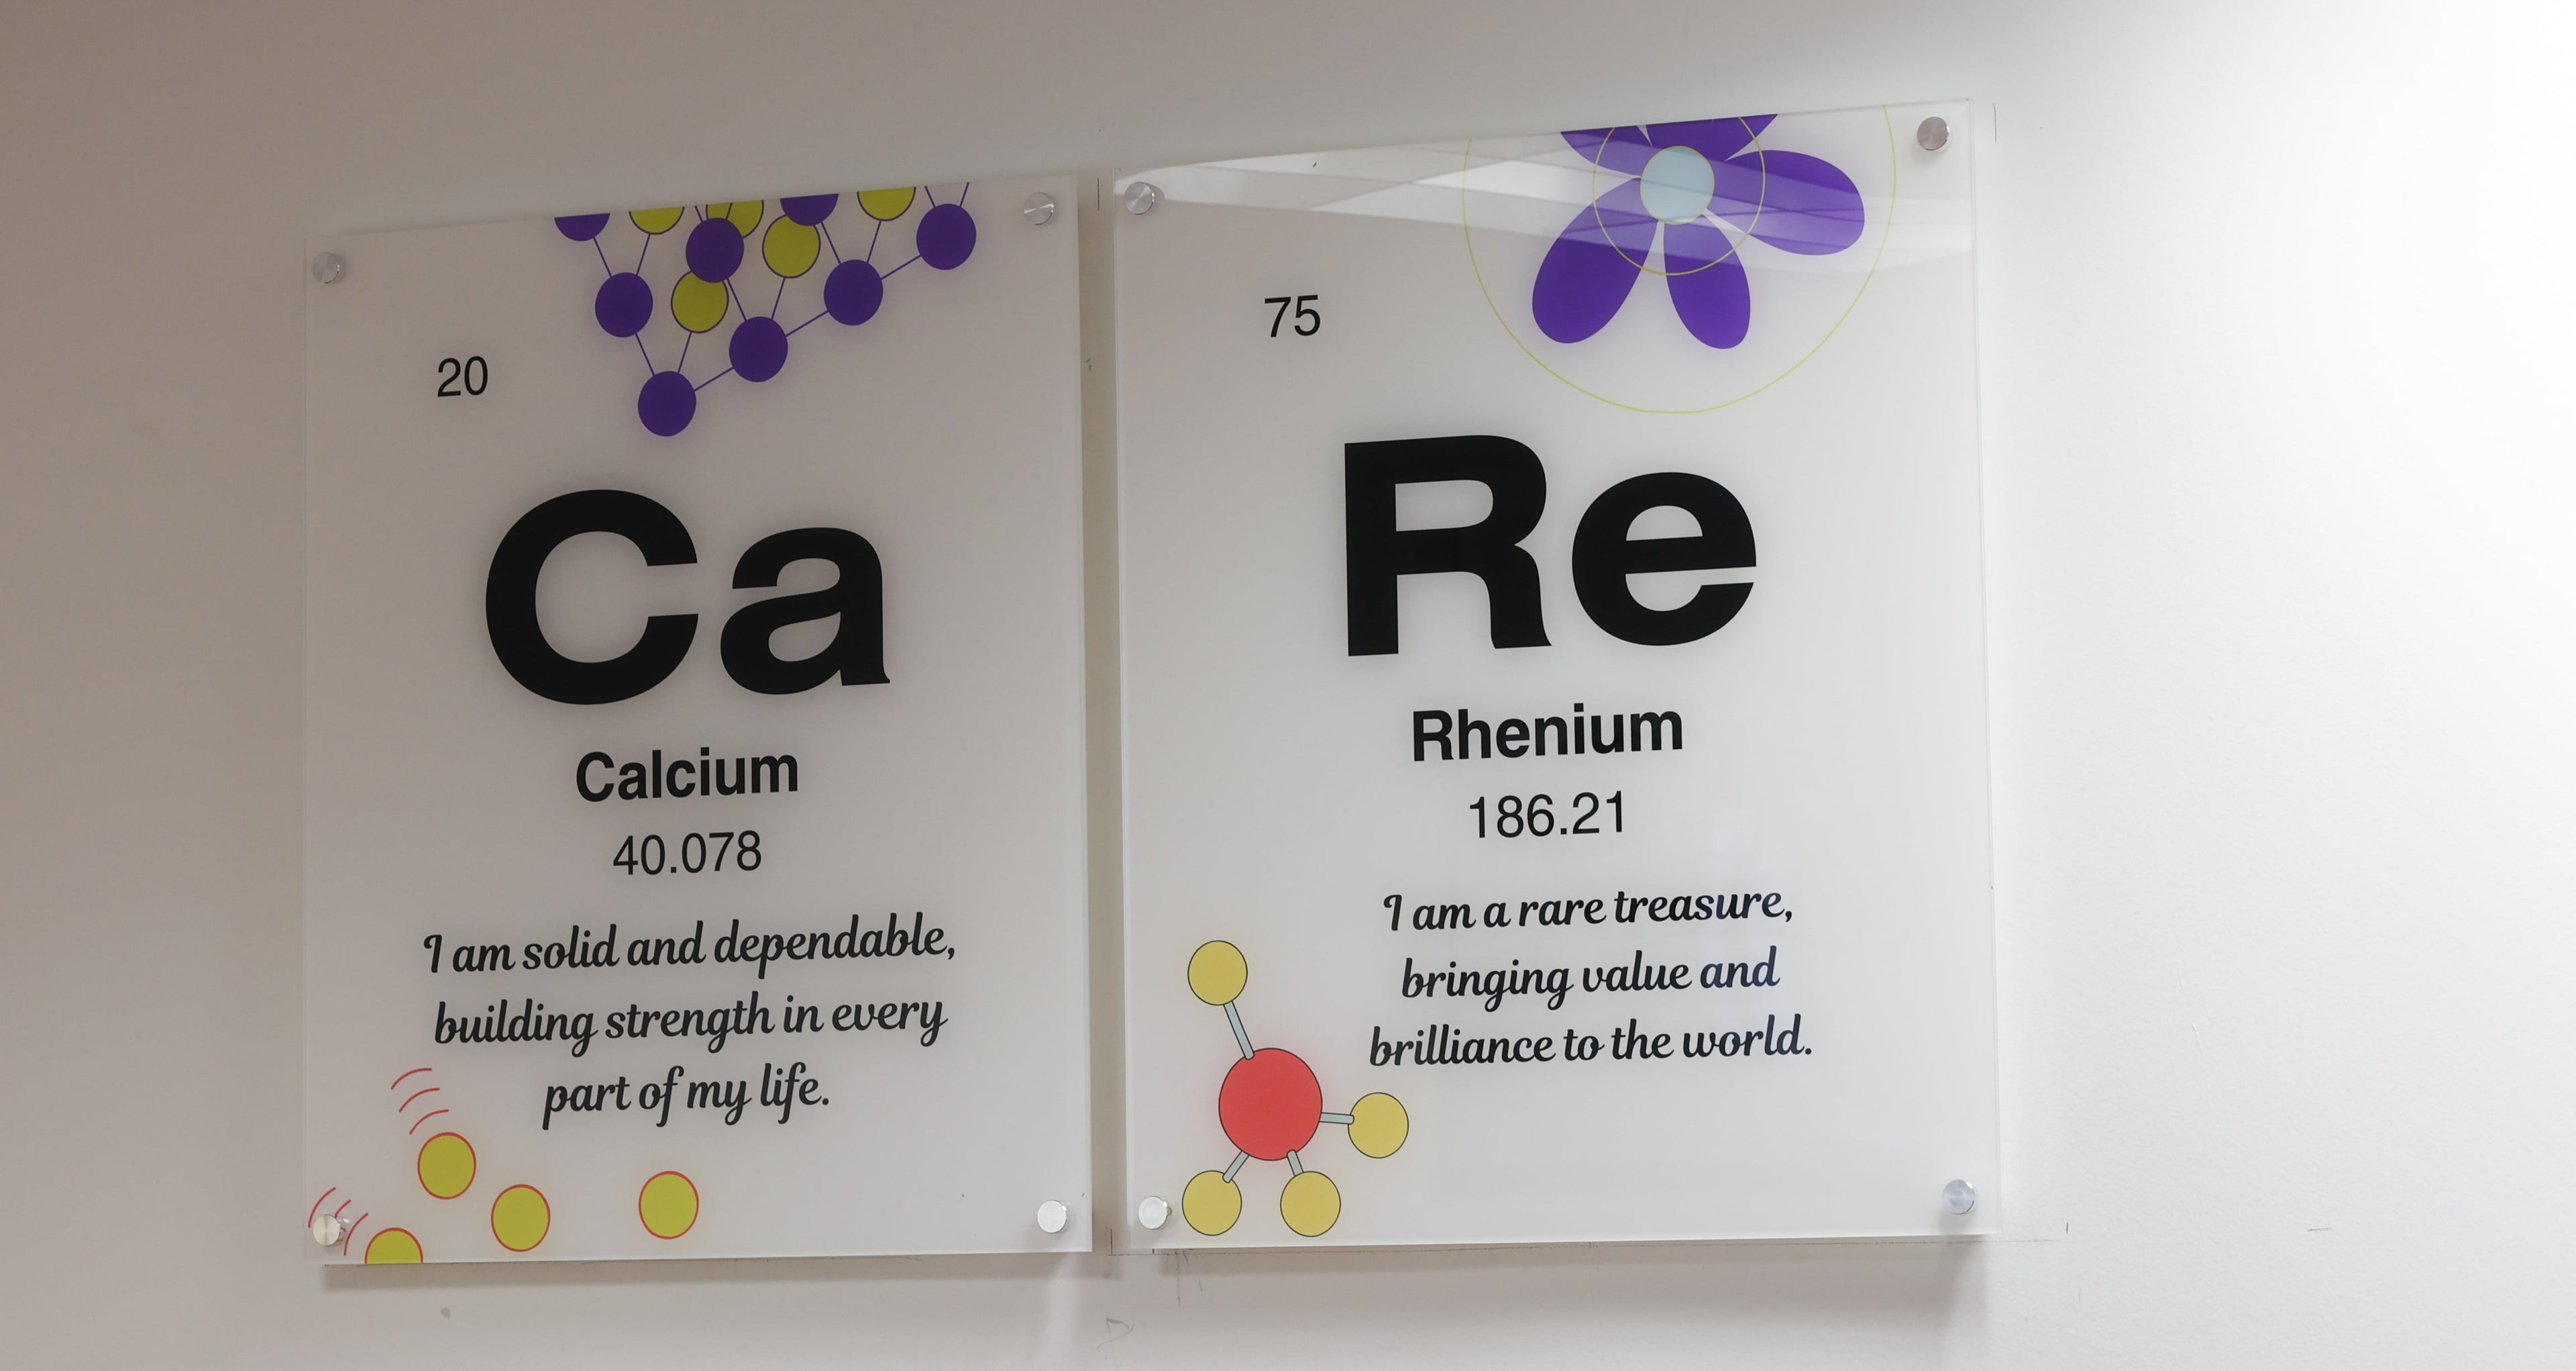 20
Ca
Calcium
40.078
I am solid and dependable,
building strength in every
part of my life.
75
Re
Rhenium
186.21
I am a rare treasure,
bringing value and
brilliance to the world.